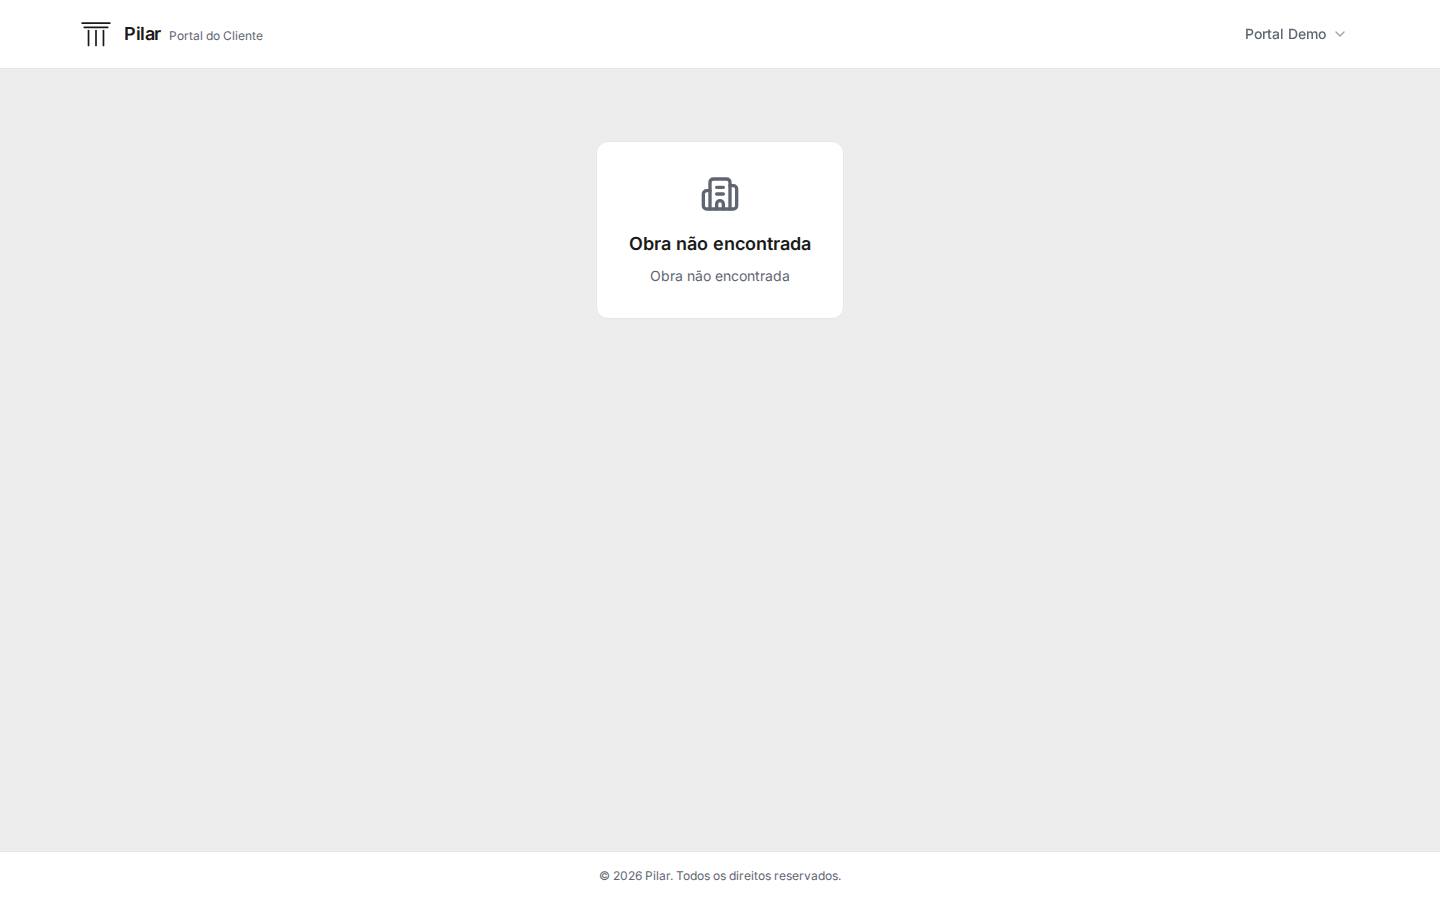 Pilar Portal do Cliente
Portal Demo
Obra não encontrada
Obra não encontrada
© 2026 Pilar. Todos os direitos reservados.